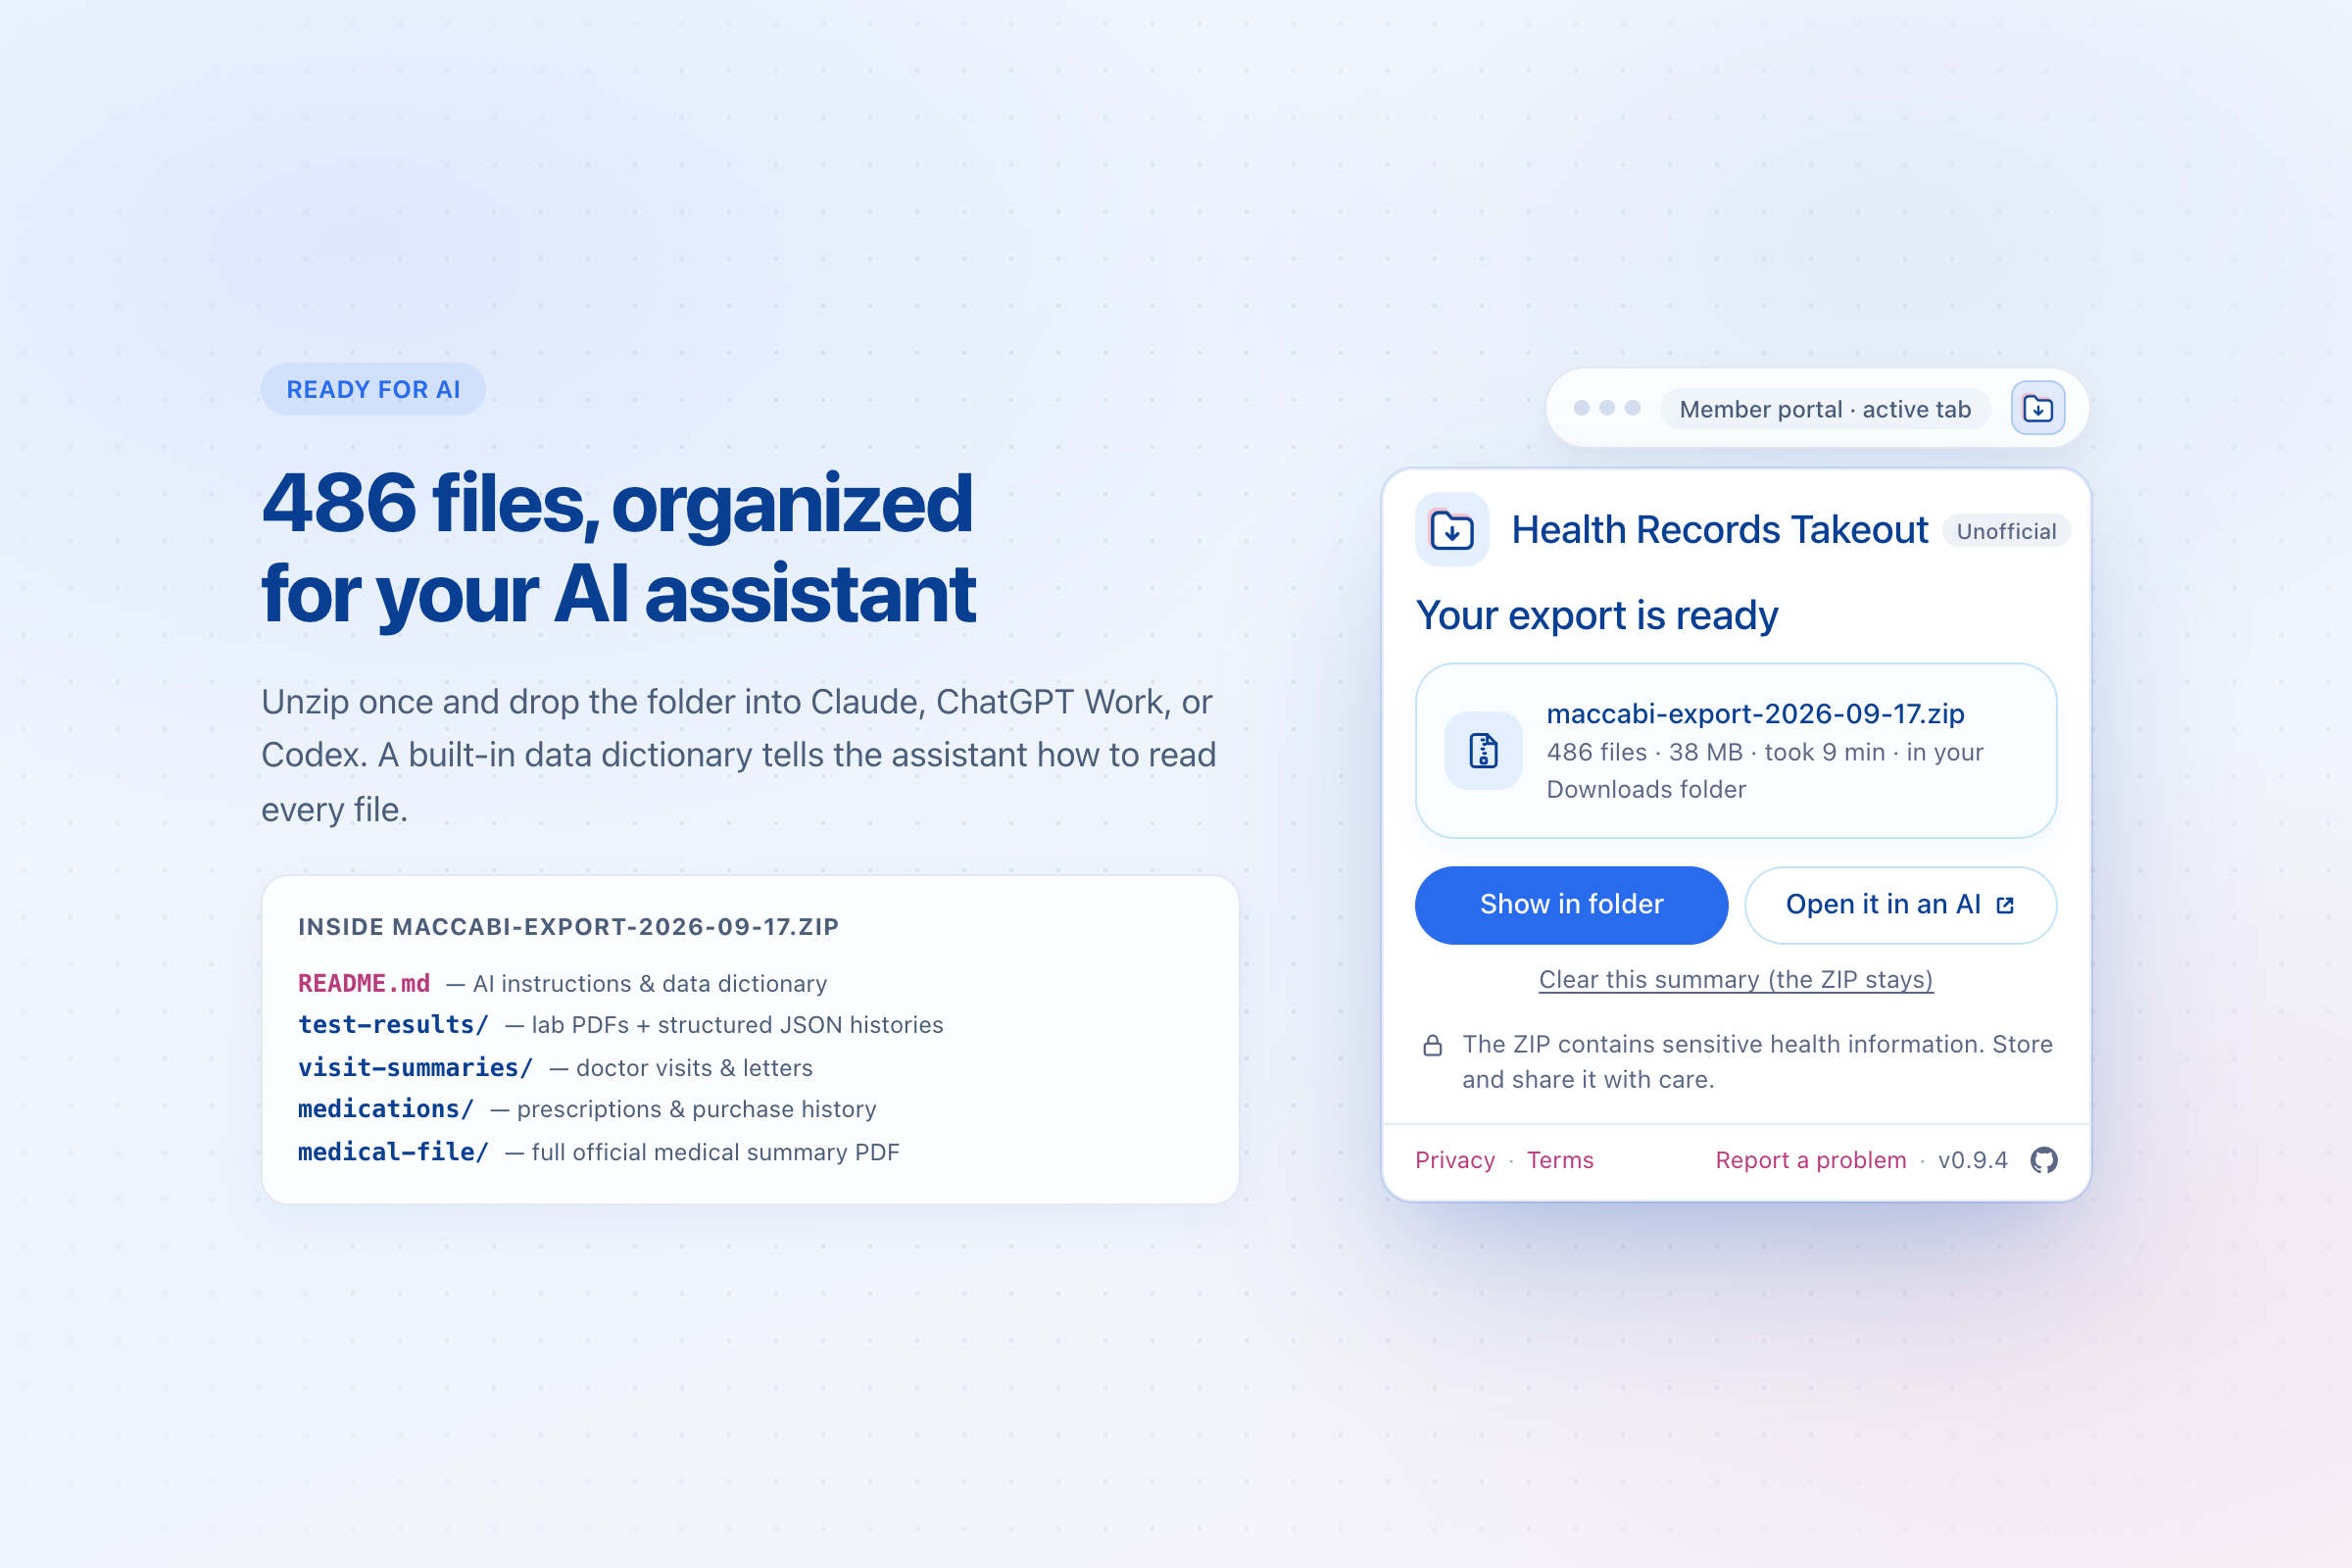 READY FOR AI
486 files, organized
for your AI assistant
Unzip once and drop the folder into Claude, ChatGPT Work, or
Codex. A built-in data dictionary tells the assistant how to read
every file.
INSIDE MACCABI-EXPORT-2026-09-17.ZIP
README.md — AI instructions & data dictionary
test-results/ — lab PDFs + structured JSON histories
visit-summaries/ — doctor visits & letters
medications/ — prescriptions & purchase history
medical-file/ — full official medical summary PDF
Member portal · active tab
Health Records Takeout Unofficial
Your export is ready
maccabi-export-2026-09-17.zip
486 files · 38 MB · took 9 min · in your
Downloads folder
Show in folder Open it in an AI
Clear this summary (the ZIP stays)
The ZIP contains sensitive health information. Store
and share it with care.
Privacy · Terms Report a problem · v0.9.4